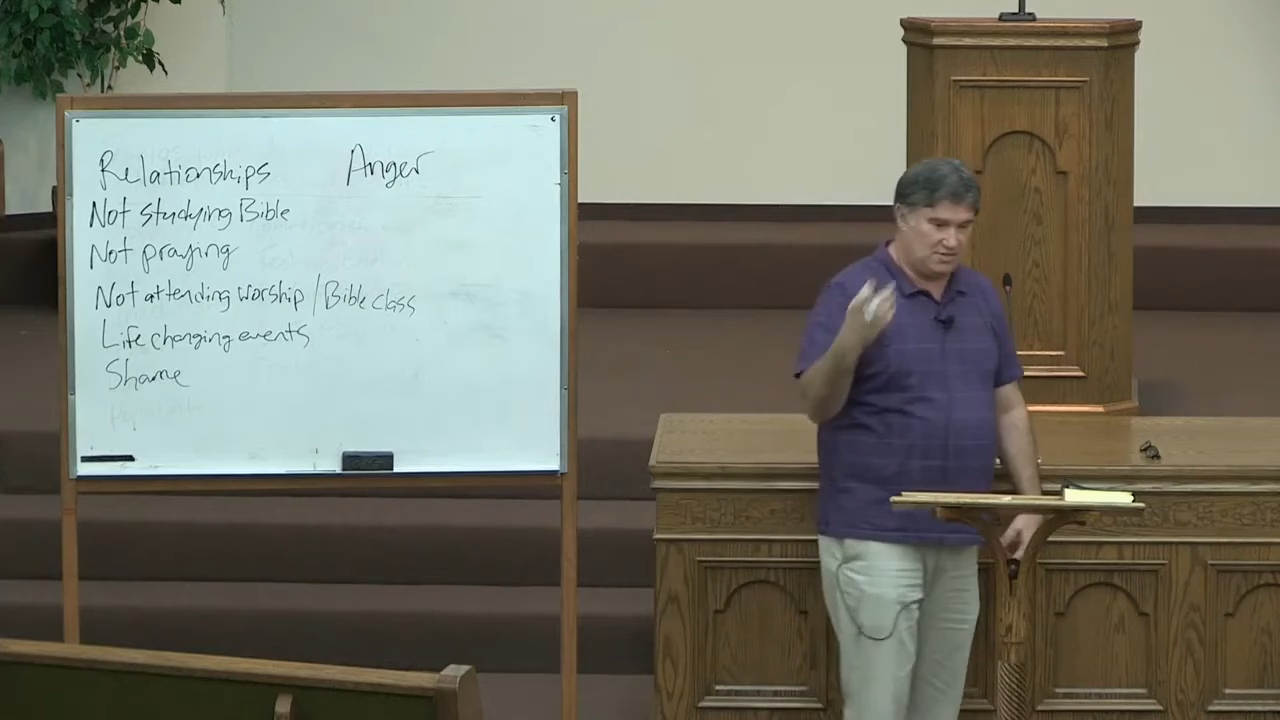 Relationships Anger
Not studying Bible
Not praying
Not attending worship / Bible class
Life changing events
Shame